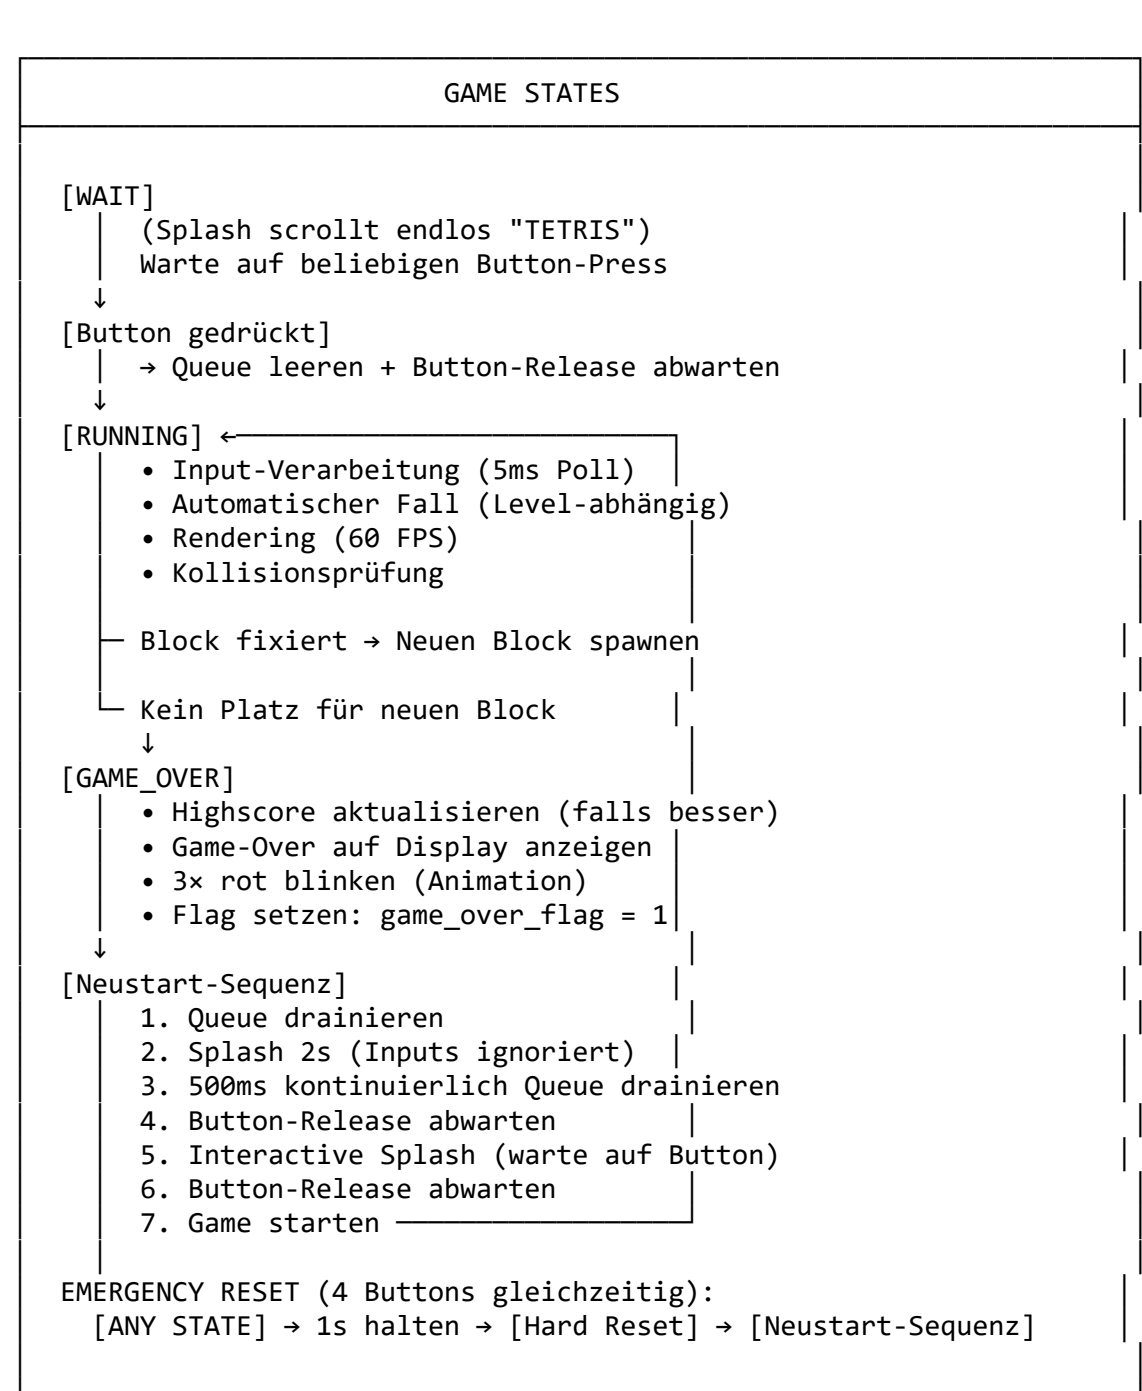 GAME STATES
[WAIT]
(Splash scrollt endlos "TETRIS")
Warte auf beliebigen Button-Press
↓
[Button gedrückt]
→ Queue leeren + Button-Release abwarten
↓
[RUNNING] ←
• Input-Verarbeitung (5ms Poll)
• Automatischer Fall (Level-abhängig)
• Rendering (60 FPS)
• Kollisionsprüfung
Block fixiert → Neuen Block spawnen
Kein Platz für neuen Block
↓
[GAME_OVER]
• Highscore aktualisieren (falls besser)
• Game-Over auf Display anzeigen
• 3× rot blinken (Animation)
• Flag setzen: game_over_flag = 1
↓
[Neustart-Sequenz]
1. Queue drainieren
2. Splash 2s (Inputs ignoriert)
3. 500ms kontinuierlich Queue drainieren
4. Button-Release abwarten
5. Interactive Splash (warte auf Button)
6. Button-Release abwarten
7. Game starten
EMERGENCY RESET (4 Buttons gleichzeitig):
[ANY STATE] → 1s halten → [Hard Reset] → [Neustart-Sequenz]